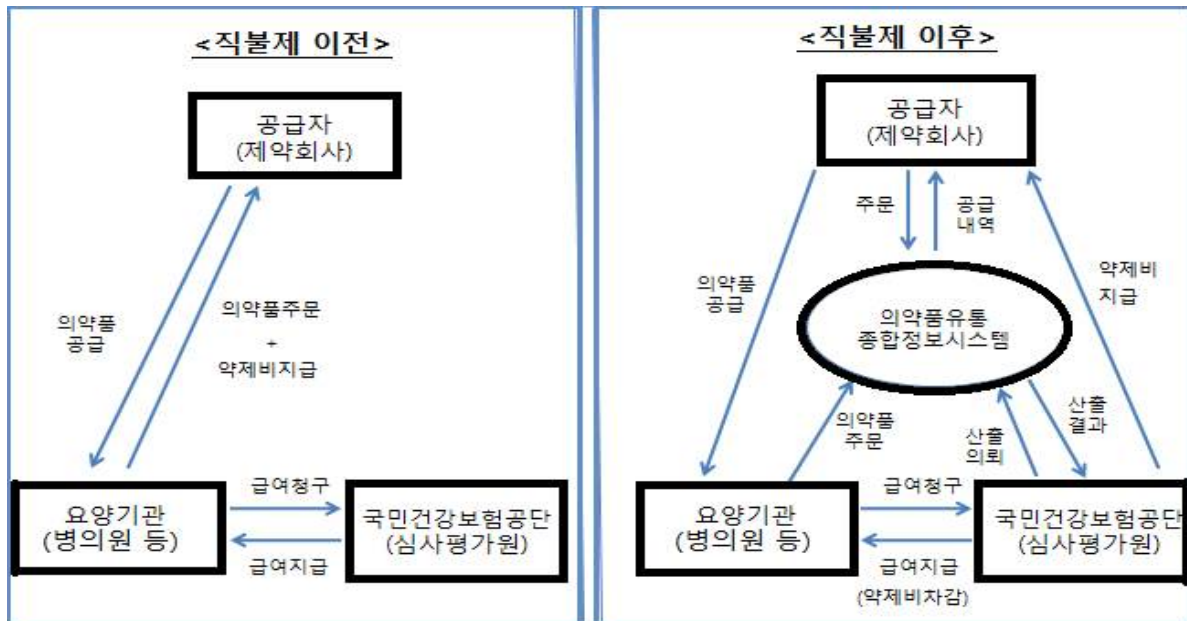 <직불제 이전>
공급자
(제약회사)
의약품
공급
의약품주문
+
약제비지급
요양기관
(병의원 등)
급여청구
급여지급
국민건강보험공단
(심사평가원)
<직불제 이후>
공급자
(제약회사)
주문
공급
내역
의약품
공급
약제비
지급
의약품유통
종합정보시스템
의약품
주문
산출
의뢰
산출
결과
요양기관
(병의원 등)
급여청구
급여지급
(약제비차감)
국민건강보험공단
(심사평가원)